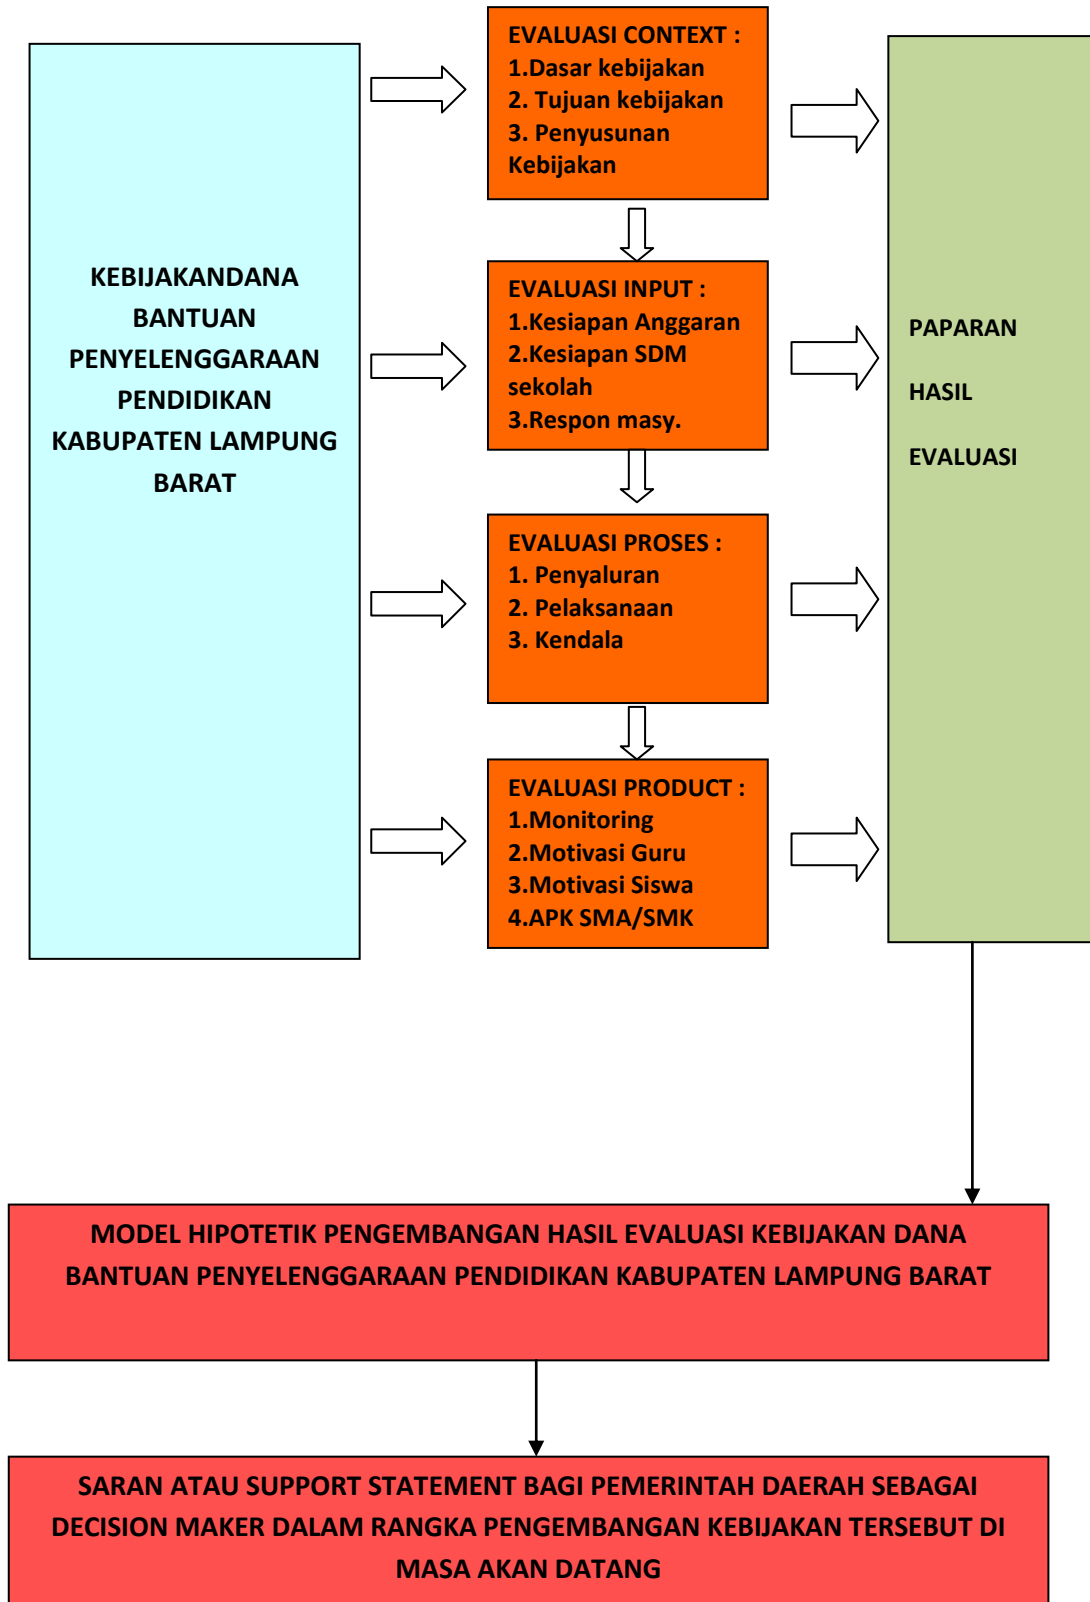 KEBIJAKANDANA
BANTUAN
PENYELENGGARAAN
PENDIDIKAN
KABUPATEN LAMPUNG
BARAT
EVALUASI CONTEXT :
1.Dasar kebijakan
2. Tujuan kebijakan
3. Penyusunan
Kebijakan
EVALUASI INPUT :
1.Kesiapan Anggaran
2.Kesiapan SDM
sekolah
3.Respon masy.
EVALUASI PROSES :
1. Penyaluran
2. Pelaksanaan
3. Kendala
EVALUASI PRODUCT :
1.Monitoring
2.Motivasi Guru
3.Motivasi Siswa
4.APK SMA/SMK
PAPARAN
HASIL
EVALUASI
MODEL HIPOTETIK PENGEMBANGAN HASIL EVALUASI KEBIJAKAN DANA
BANTUAN PENYELENGGARAAN PENDIDIKAN KABUPATEN LAMPUNG BARAT
SARAN ATAU SUPPORT STATEMENT BAGI PEMERINTAH DAERAH SEBAGAI
DECISION MAKER DALAM RANGKA PENGEMBANGAN KEBIJAKAN TERSEBUT DI
MASA AKAN DATANG